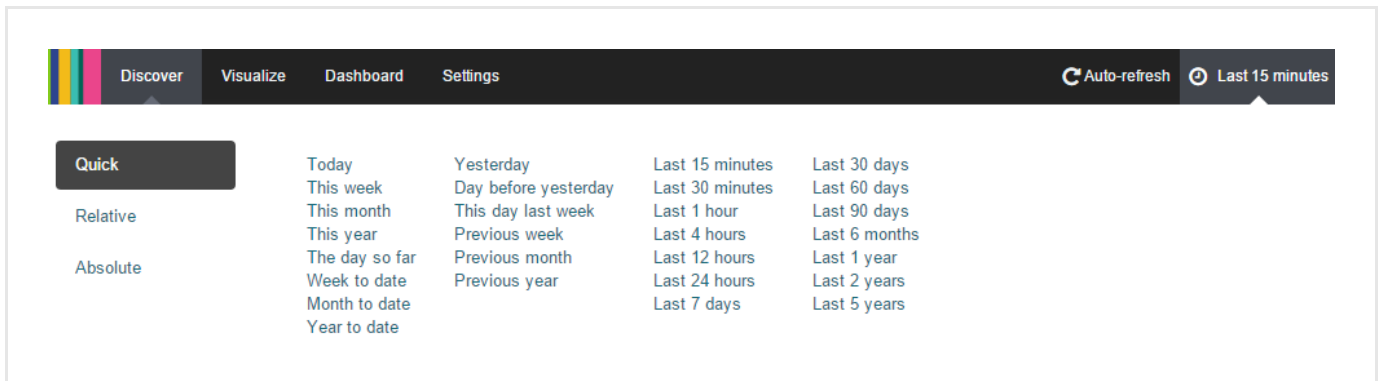 Discover Visualize Dashboard Settings Auto-refresh Last 15 minutes
Quick
Relative
Absolute
Today
This week
This month
This year
The day so far
Week to date
Month to date
Year to date
Yesterday
Day before yesterday
This day last week
Previous week
Previous month
Previous year
Last 15 minutes
Last 30 minutes
Last 1 hour
Last 4 hours
Last 12 hours
Last 24 hours
Last 7 days
Last 30 days
Last 60 days
Last 90 days
Last 6 months
Last 1 year
Last 2 years
Last 5 years